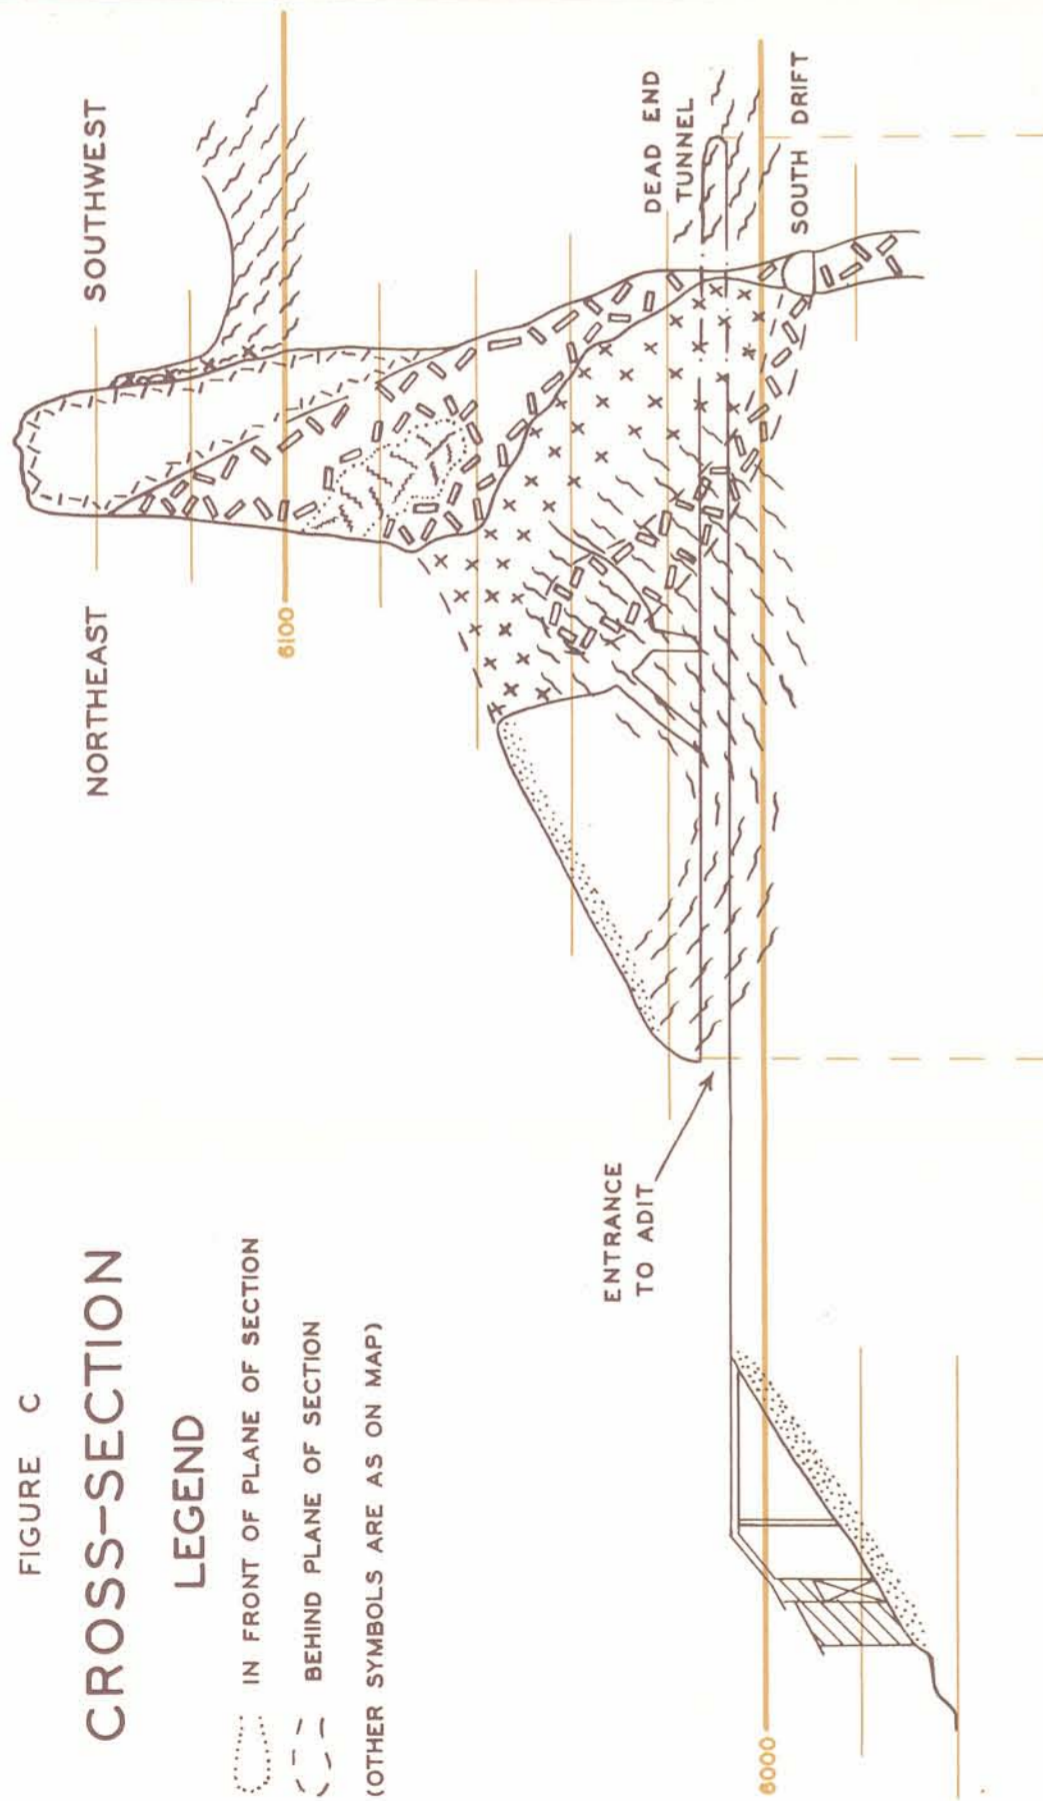 FIGURE C
CROSS-SECTION
LEGEND
IN FRONT OF PLANE OF SECTION
BEHIND PLANE OF SECTION
(OTHER SYMBOLS ARE AS ON MAP)
NORTHEAST
SOUTHWEST
6100
DEAD END
TUNNEL
SOUTH DRIFT
ENTRANCE
TO ADIT
6000